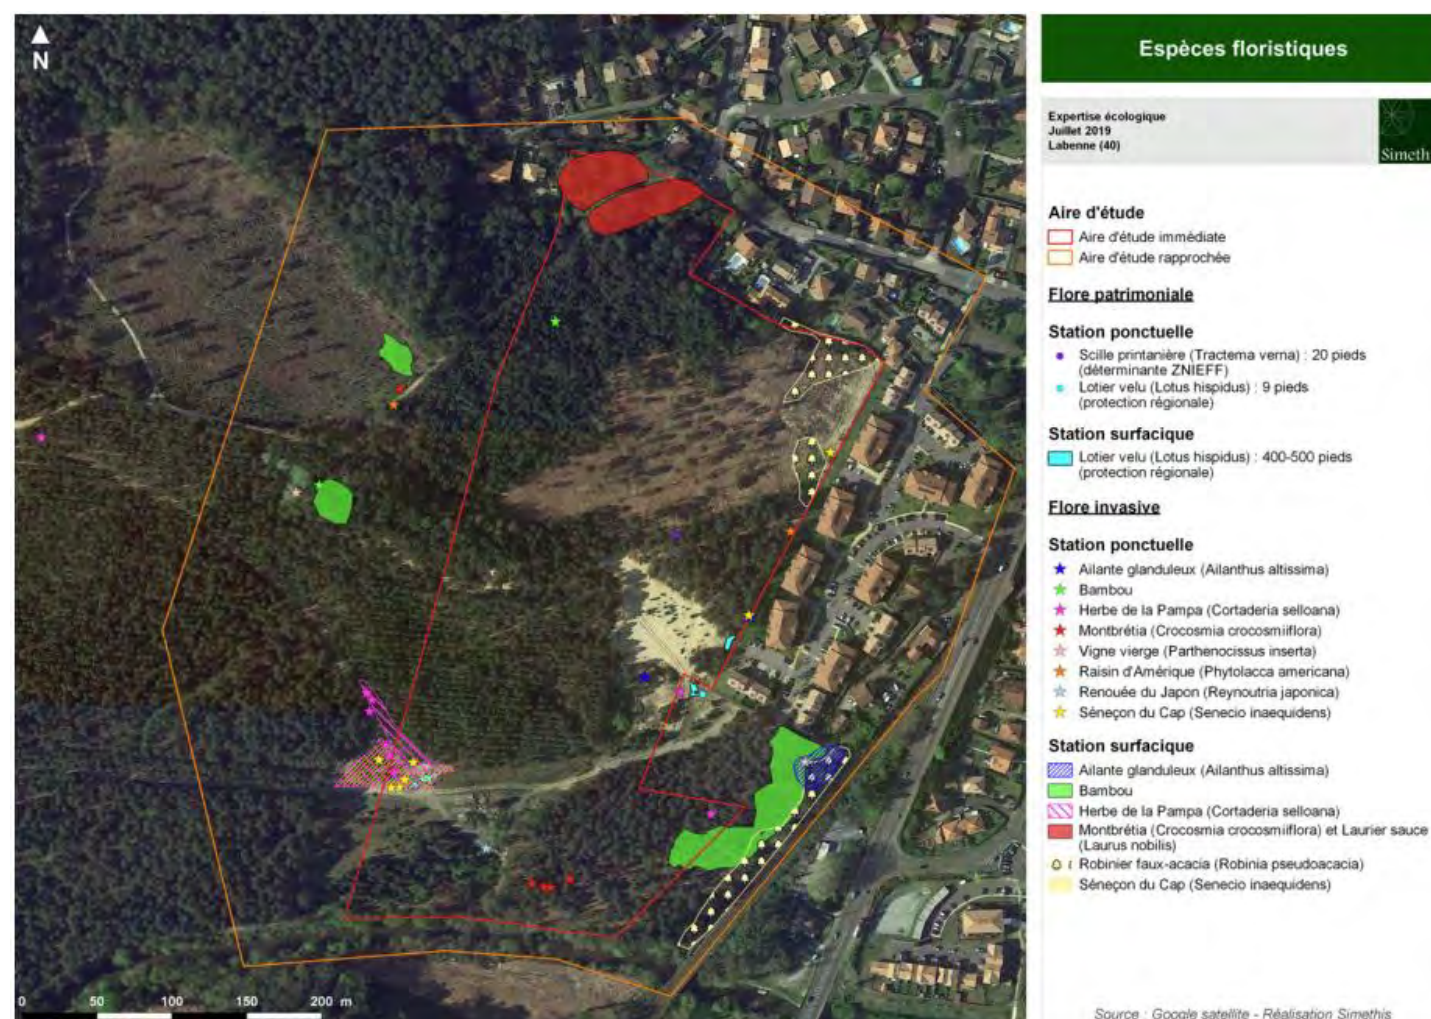 N
0 50 100 150 200 m
Espèces floristiques
Expertise écologique
Juillet 2019
Labenne (40)
Simeth
Aire d'étude
Aire d'étude immédiate
Aire d'étude rapprochée
Flore patrimoniale
Station ponctuelle
Scille printanière (Tractema verna) : 20 pieds
(déterminante ZNIEFF)
Lotier velu (Lotus hispidus) : 9 pieds
(protection régionale)
Station surfacique
Lotier velu (Lotus hispidus) : 400-500 pieds
(protection régionale)
Flore invasive
Station ponctuelle
Ailante glanduleux (Ailanthus altissima)
Bambou
Herbe de la Pampa (Cortaderia selloana)
Montbrétia (Crocosmia crocosmiiflora)
Vigne vierge (Parthenocissus inserta)
Raisin d'Amérique (Phytolacca americana)
Renouée du Japon (Reynoutria japonica)
Séneçon du Cap (Senecio inaequidens)
Station surfacique
Ailante glanduleux (Ailanthus altissima)
Bambou
Herbe de la Pampa (Cortaderia selloana)
Montbrétia (Crocosmia crocosmiiflora) et Laurier sauce
(Laurus nobilis)
Robinier faux-acacia (Robinia pseudoacacia)
Séneçon du Cap (Senecio inaequidens)
Source : Google satellite - Réalisation Simethis